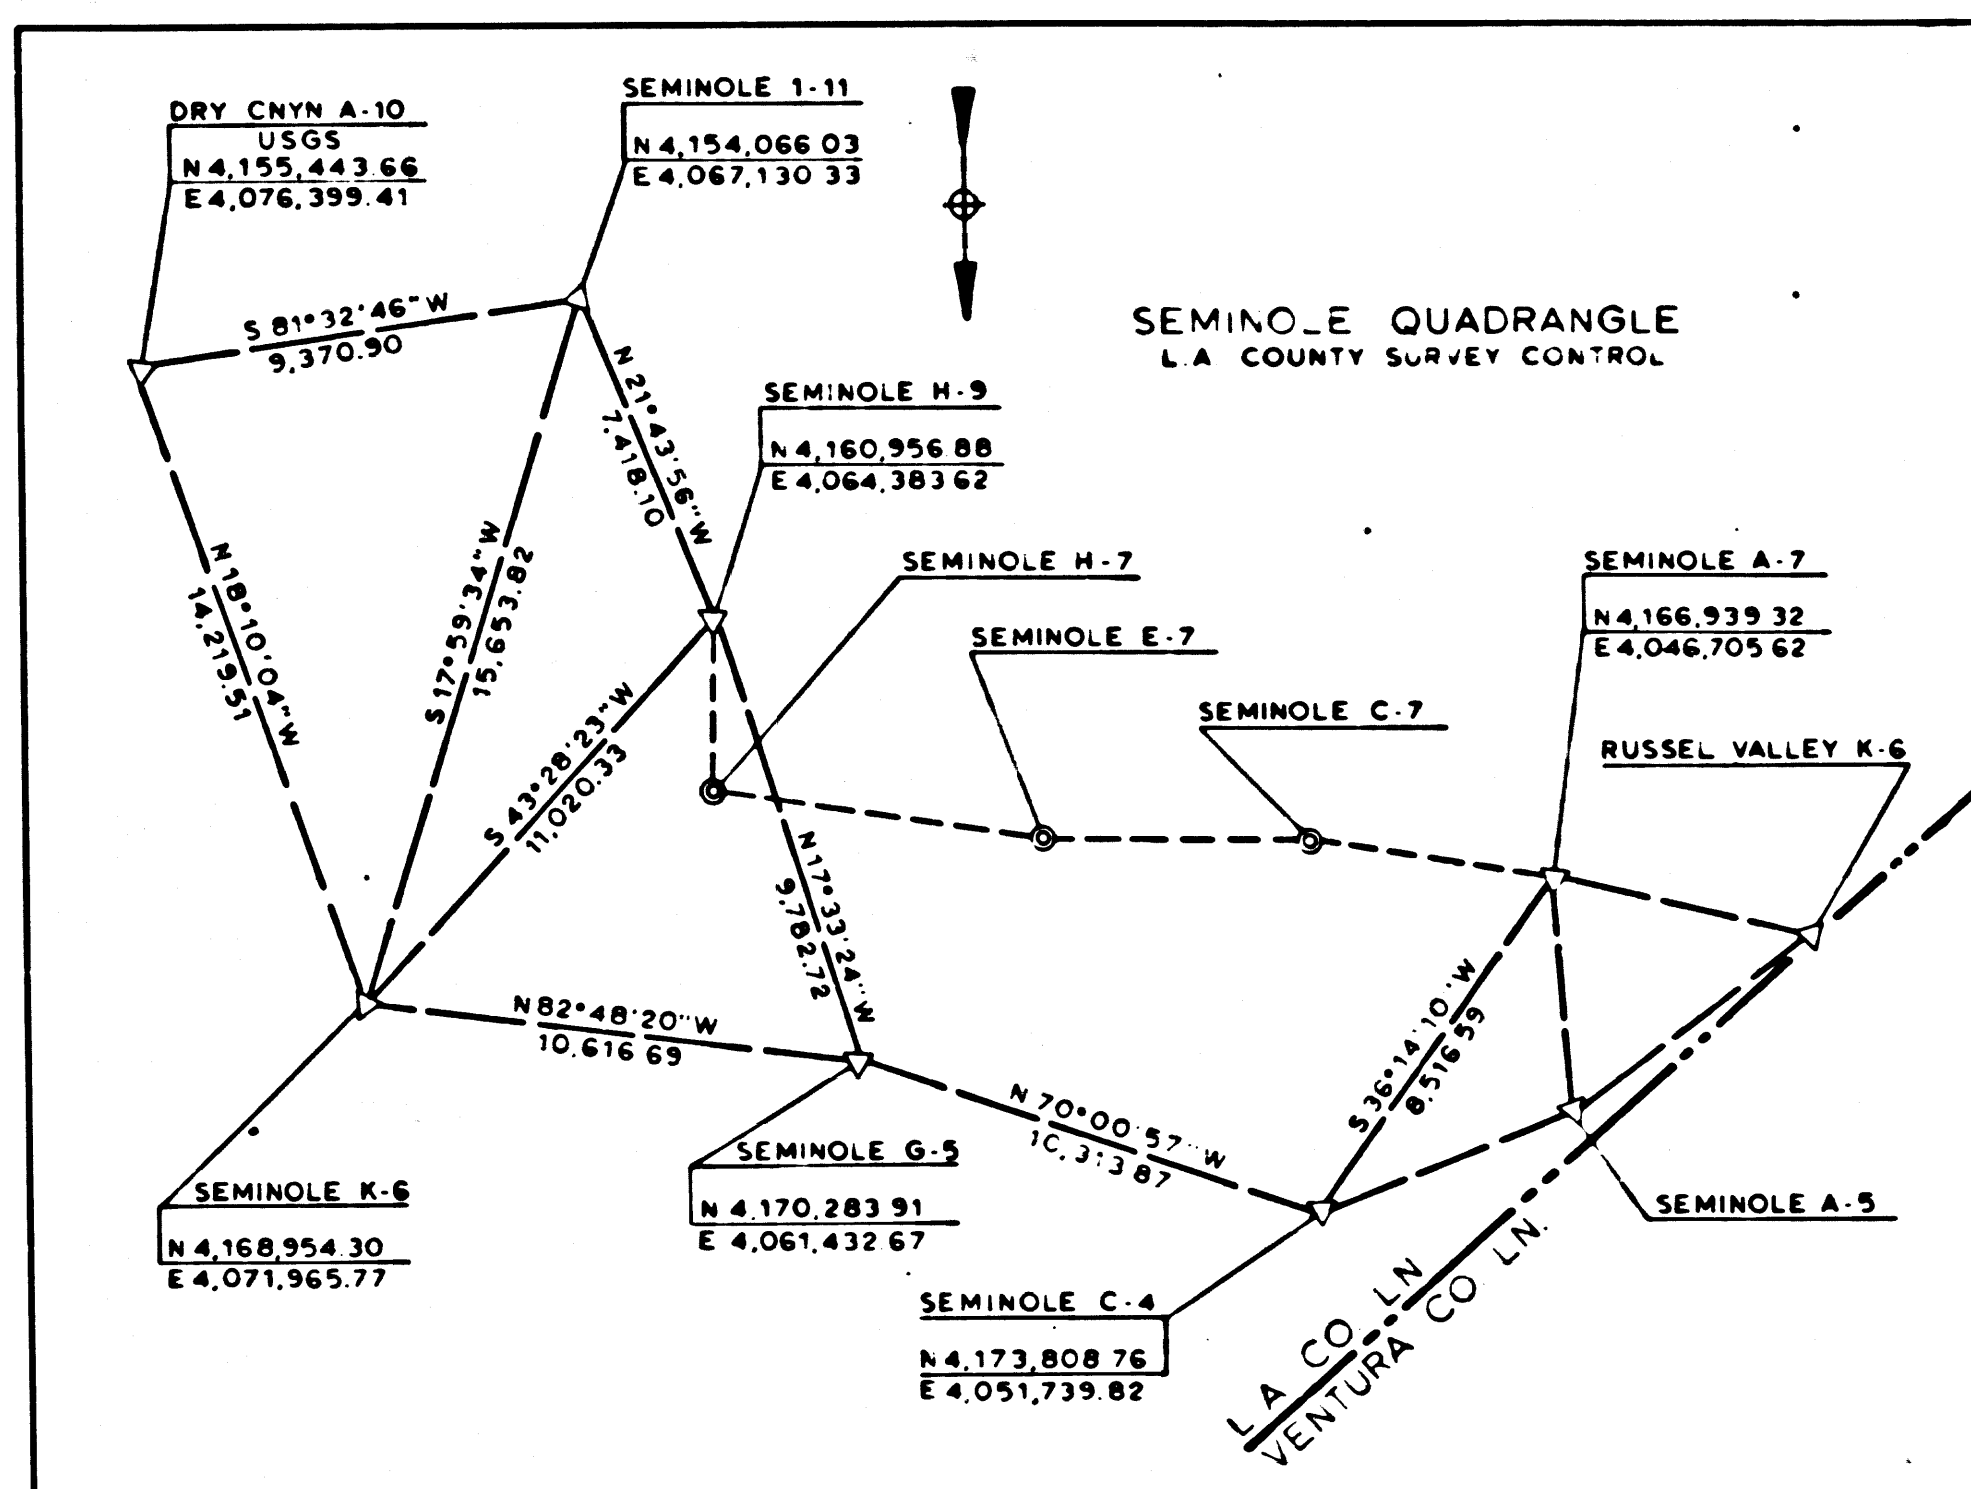 DRY CNYN A-10
USGS
N 4,155,443.66
E 4,076,399.41
SEMINOLE 1-11
N 4,154,066 03
E 4,067,130 33
S 81°32'46" W
9,370.90
SEMINOLE QUADRANGLE
L.A COUNTY SURVEY CONTROL
N 21°43'56" W
7,418.10
SEMINOLE H-9
N 4,160,956 88
E 4,064,383 62
N 18°10'04" W
14,219.51
S 17°59'34" W
15,653.82
S 43°28'23" W
11,020.33
SEMINOLE H-7
SEMINOLE E-7
SEMINOLE C-7
SEMINOLE A-7
N 4,166,939 32
E 4,046,705 62
RUSSEL VALLEY K-6
N 17°33'24" W
9,782.72
N 82°48'20" W
10,616 69
N 70°00'57" W
10,313 87
S 36°14'10" W
8,516 59
SEMINOLE K-6
N 4,168,954.30
E 4,071,965.77
SEMINOLE G-5
N 4,170,283 91
E 4,061,432.67
SEMINOLE C-4
N 4,173,808 76
E 4,051,739.82
SEMINOLE A-5
L A CO LN
VENTURA CO LN.